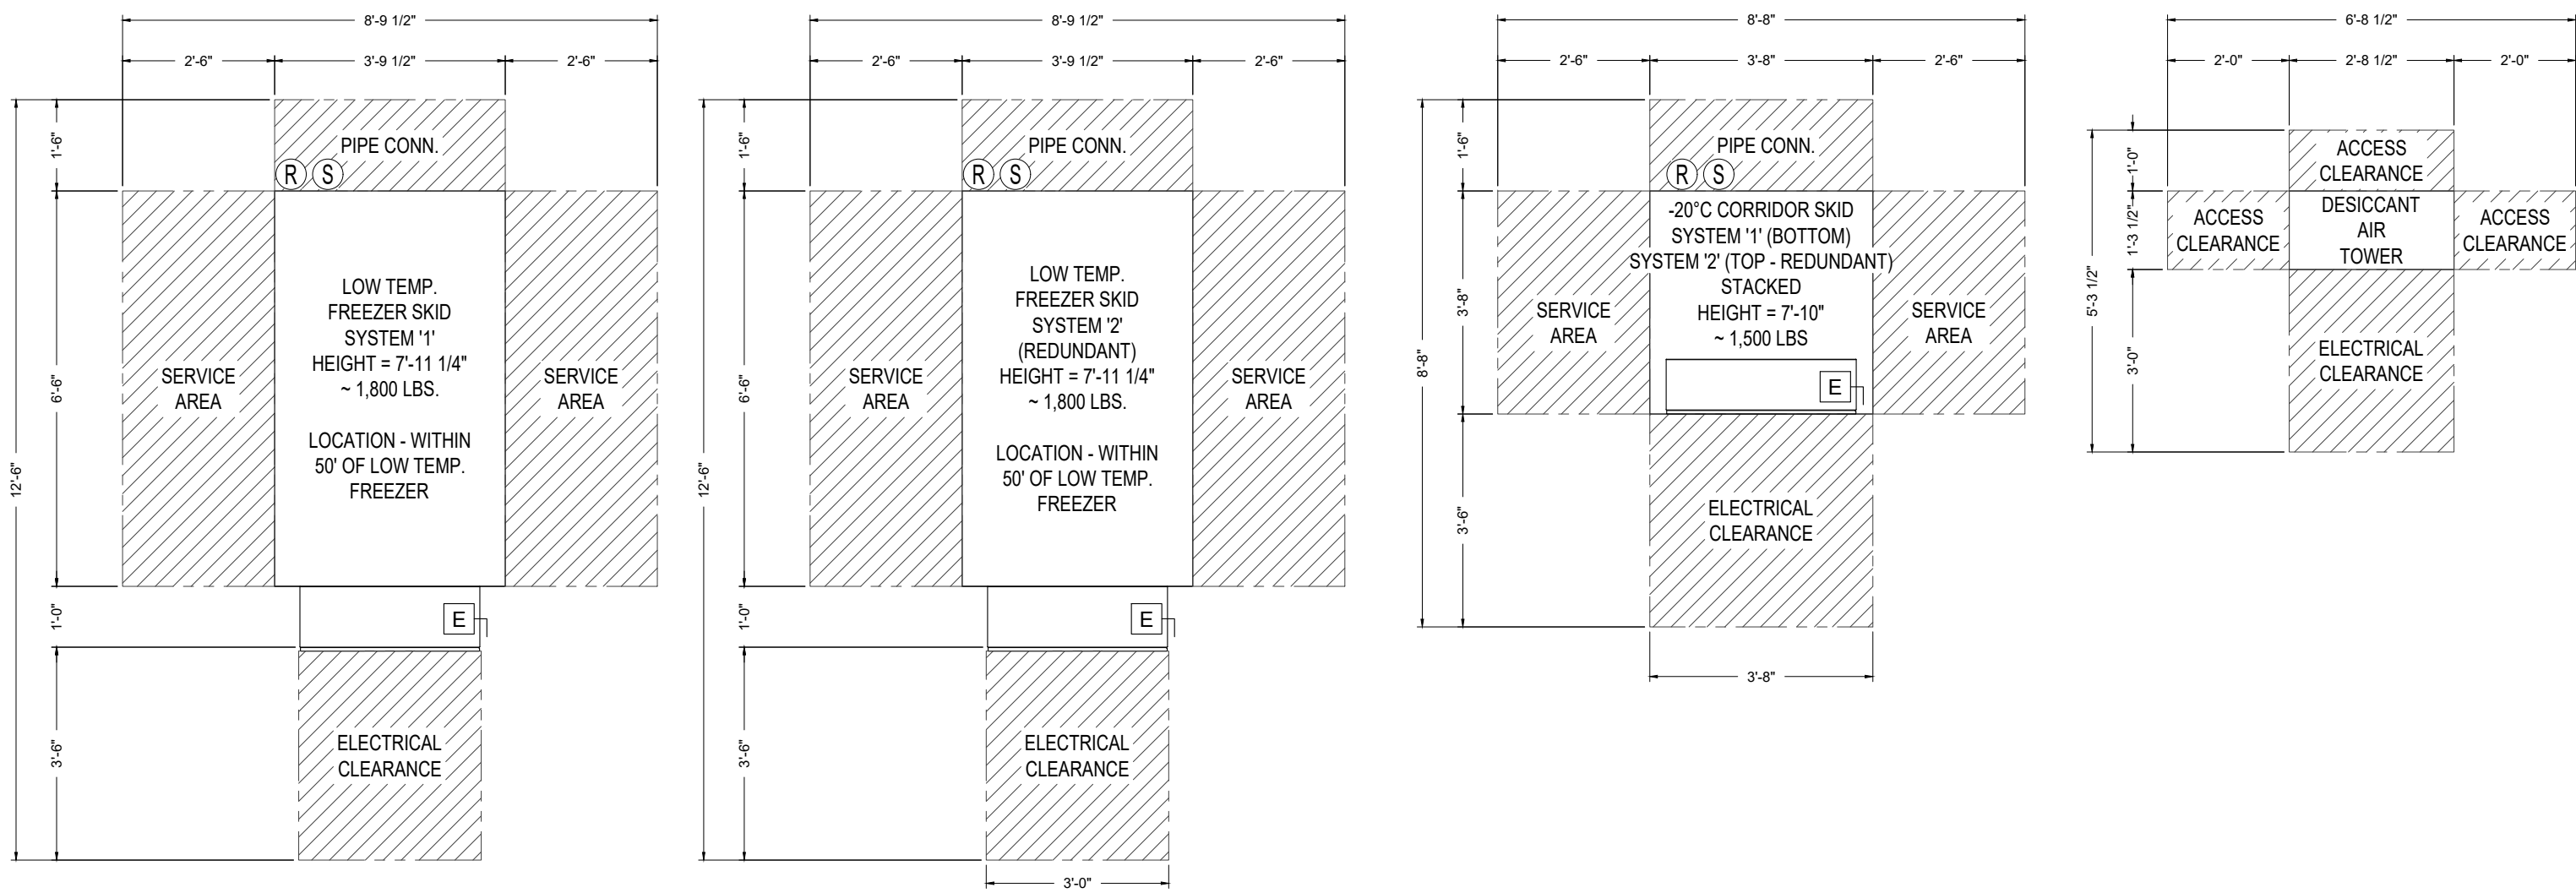 8'-9 1/2"
2'-6"
3'-9 1/2"
2'-6"
12'-6"
1'-6"
6'-6"
1'-0"
3'-6"
PIPE CONN.
R
S
SERVICE
AREA
LOW TEMP.
FREEZER SKID
SYSTEM '1'
HEIGHT = 7'-11 1/4"
~ 1,800 LBS.
LOCATION - WITHIN
50' OF LOW TEMP.
FREEZER
SERVICE
AREA
E
ELECTRICAL
CLEARANCE
8'-9 1/2"
2'-6"
3'-9 1/2"
2'-6"
12'-6"
1'-6"
6'-6"
1'-0"
3'-6"
PIPE CONN.
R
S
SERVICE
AREA
LOW TEMP.
FREEZER SKID
SYSTEM '2'
(REDUNDANT)
HEIGHT = 7'-11 1/4"
~ 1,800 LBS.
LOCATION - WITHIN
50' OF LOW TEMP.
FREEZER
SERVICE
AREA
E
ELECTRICAL
CLEARANCE
3'-0"
8'-8"
2'-6"
3'-8"
2'-6"
8'-8"
1'-6"
3'-8"
3'-6"
PIPE CONN.
R
S
SERVICE
AREA
-20°C CORRIDOR SKID
SYSTEM '1' (BOTTOM)
SYSTEM '2' (TOP - REDUNDANT)
STACKED
HEIGHT = 7'-10"
~ 1,500 LBS
SERVICE
AREA
E
ELECTRICAL
CLEARANCE
3'-8"
6'-8 1/2"
2'-0"
2'-8 1/2"
2'-0"
5'-3 1/2"
1'-0"
1'-3 1/2"
3'-0"
ACCESS
CLEARANCE
ACCESS
CLEARANCE
DESICCANT
AIR
TOWER
ACCESS
CLEARANCE
ELECTRICAL
CLEARANCE